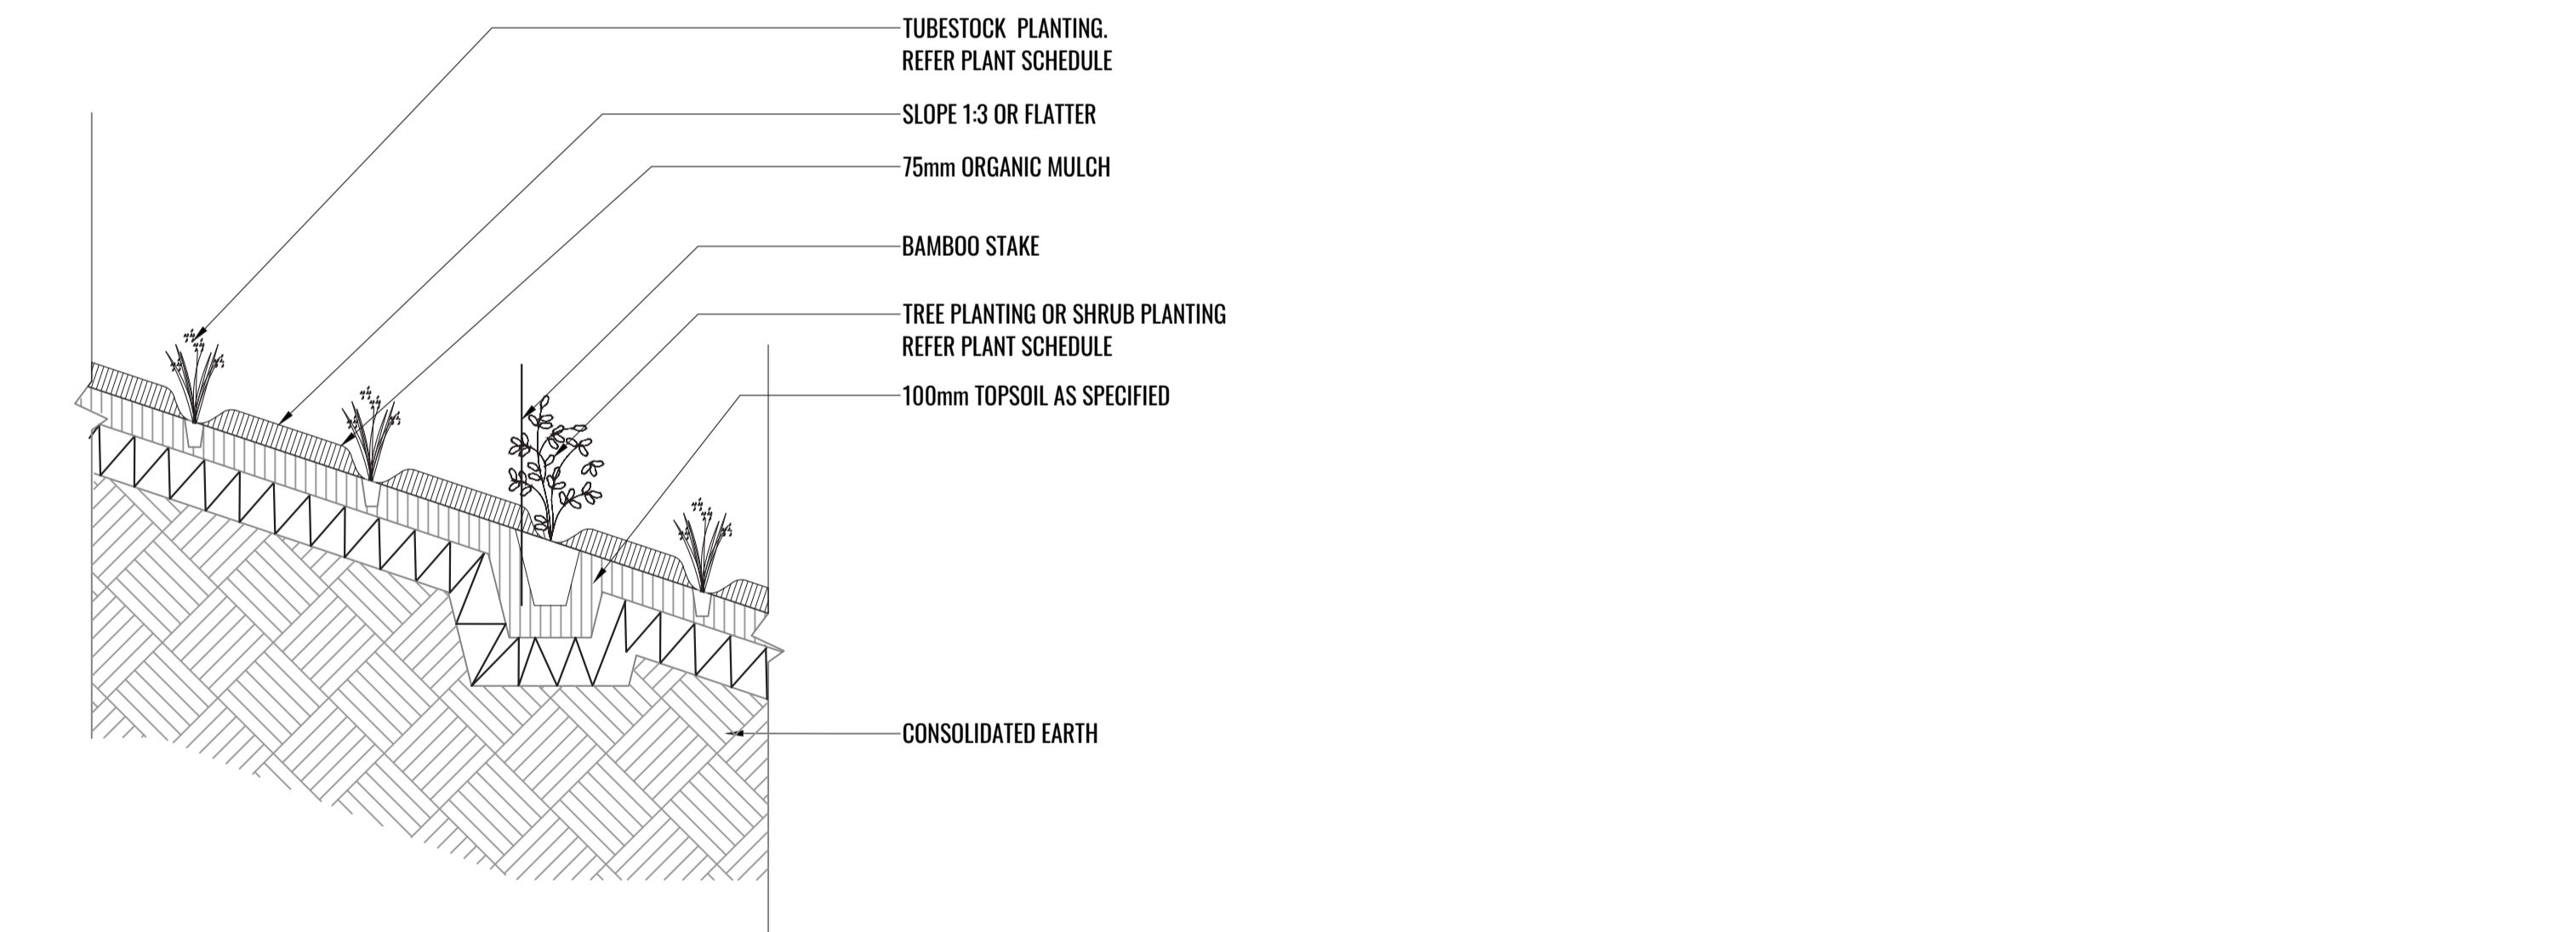 TUBESTOCK PLANTING.
REFER PLANT SCHEDULE
SLOPE 1:3 OR FLATTER
75mm ORGANIC MULCH
BAMBOO STAKE
TREE PLANTING OR SHRUB PLANTING
REFER PLANT SCHEDULE
100mm TOPSOIL AS SPECIFIED
CONSOLIDATED EARTH